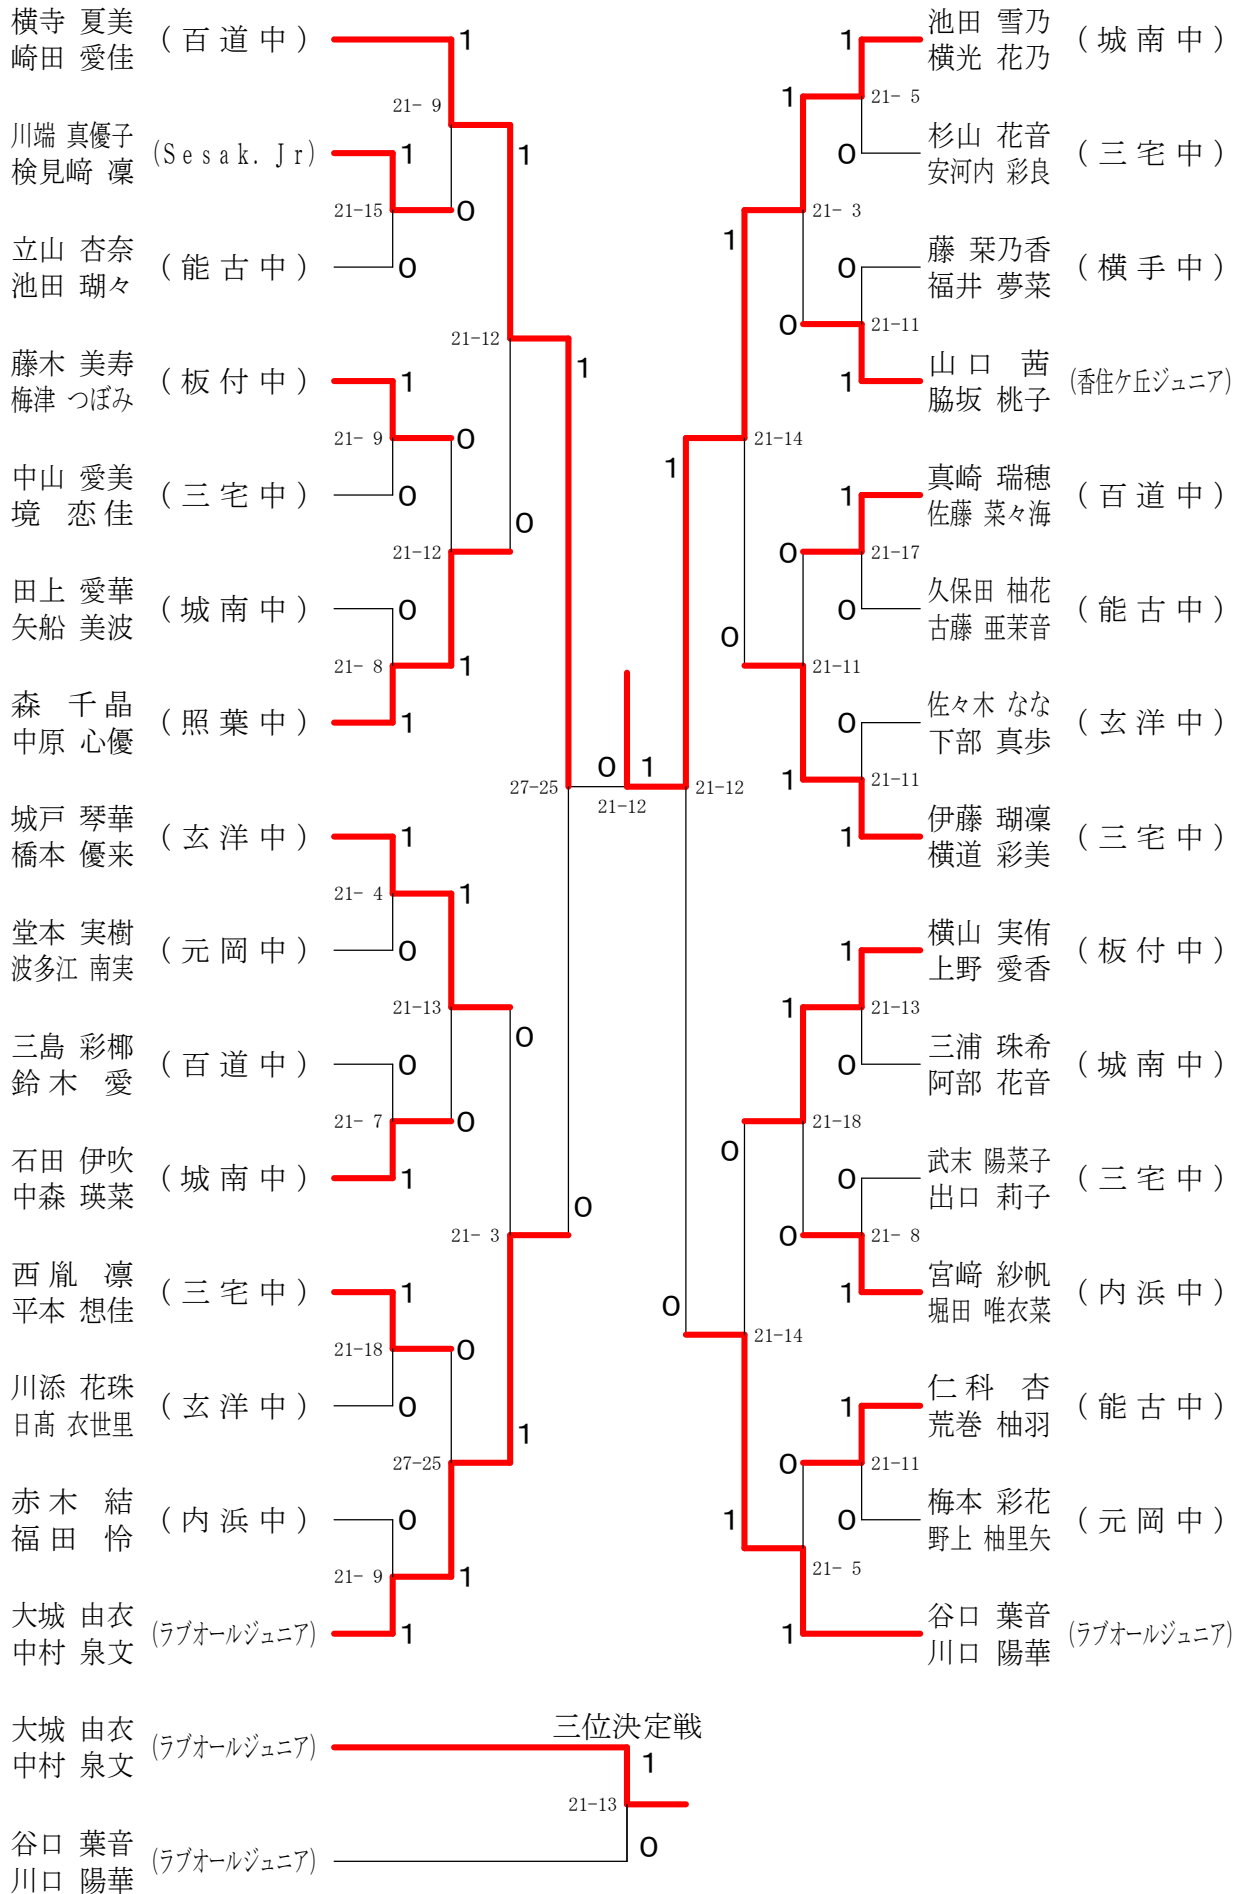 横寺 夏美
崎田 愛佳
(百道中)
1
21- 9
川端 真優子
検見﨑 凜
(Sesak. Jr)
1
1
21-15
0
立山 杏奈
池田 瑚々
(能古中)
0
21-12
1
藤木 美寿
梅津 つぼみ
(板付中)
1
21- 9
0
中山 愛美
境 恋佳
(三宅中)
0
0
21-12
田上 愛華
矢船 美波
(城南中)
0
21- 8
1
森 千晶
中原 心優
(照葉中)
1
27-25
城戸 琴華
橋本 優来
(玄洋中)
1
21- 4
1
堂本 実樹
波多江 南実
(元岡中)
0
21-13
0
三島 彩椰
鈴木 愛
(百道中)
0
21- 7
0
石田 伊吹
中森 瑛菜
(城南中)
1
0
21- 3
西胤 凛
平本 想佳
(三宅中)
1
21-18
0
川添 花珠
日髙 衣世里
(玄洋中)
0
1
27-25
赤木 結
福田 怜
(内浜中)
0
21- 9
1
大城 由衣
中村 泉文
(ラブオールジュニア)
1
0
1
21-12
池田 雪乃
横光 花乃
(城南中)
1
1
21- 5
杉山 花音
安河内 彩良
(三宅中)
0
21- 3
1
藤 栞乃香
福井 夢菜
(横手中)
0
0
21-11
山口 茜
脇坂 桃子
(香住ケ丘ジュニア)
1
21-14
1
真崎 瑞穂
佐藤 菜々海
(百道中)
1
0
21-17
久保田 柚花
古藤 亜茉音
(能古中)
0
0
21-11
佐々木 なな
下部 真歩
(玄洋中)
0
1
21-11
21-12
伊藤 瑚凜
横道 彩美
(三宅中)
1
横山 実侑
上野 愛香
(板付中)
1
1
21-13
三浦 珠希
阿部 花音
(城南中)
0
21-18
0
武末 陽菜子
出口 莉子
(三宅中)
0
0
21- 8
宮﨑 紗帆
堀田 唯衣菜
(内浜中)
1
0
21-14
仁科 杏
荒巻 柚羽
(能古中)
1
0
21-11
梅本 彩花
野上 柚里矢
(元岡中)
0
1
21- 5
谷口 葉音
川口 陽華
(ラブオールジュニア)
1
三位決定戦
大城 由衣
中村 泉文
(ラブオールジュニア)
1
21-13
0
谷口 葉音
川口 陽華
(ラブオールジュニア)